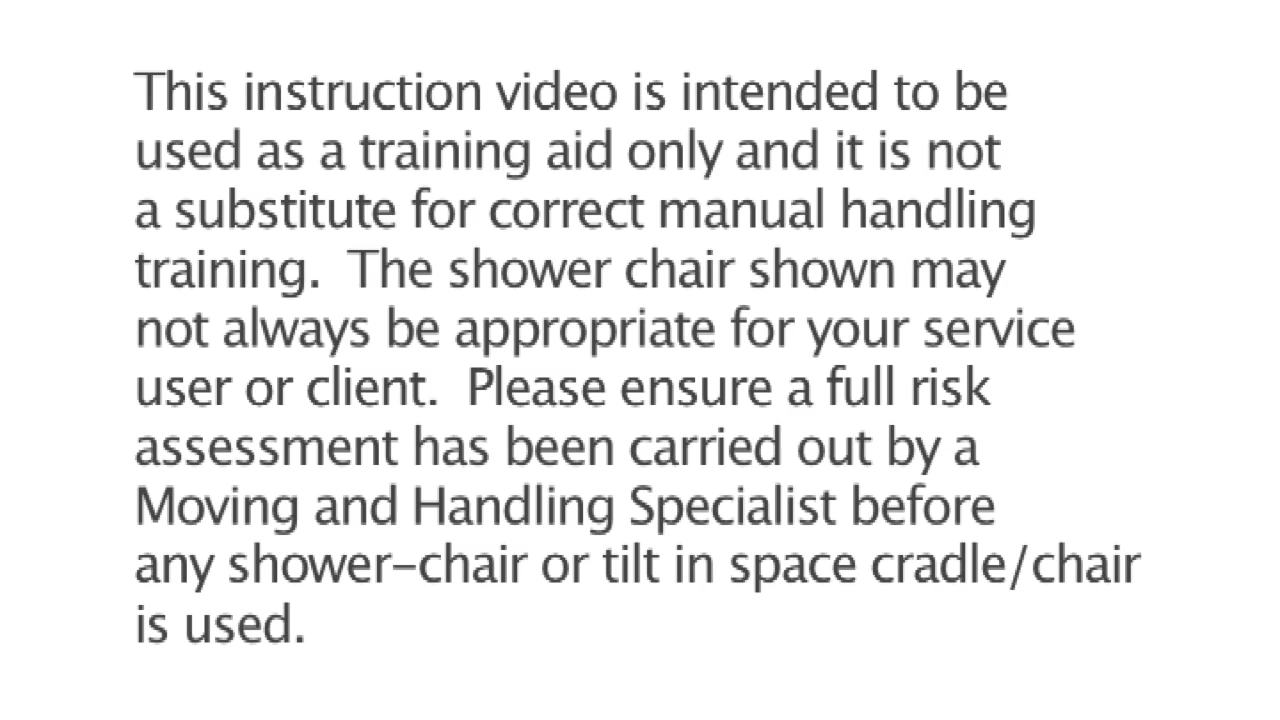 This instruction video is intended to be
used as a training aid only and it is not
a substitute for correct manual handling
training.  The shower chair shown may
not always be appropriate for your service
user or client.  Please ensure a full risk
assessment has been carried out by a
Moving and Handling Specialist before
any shower-chair or tilt in space cradle/chair
is used.